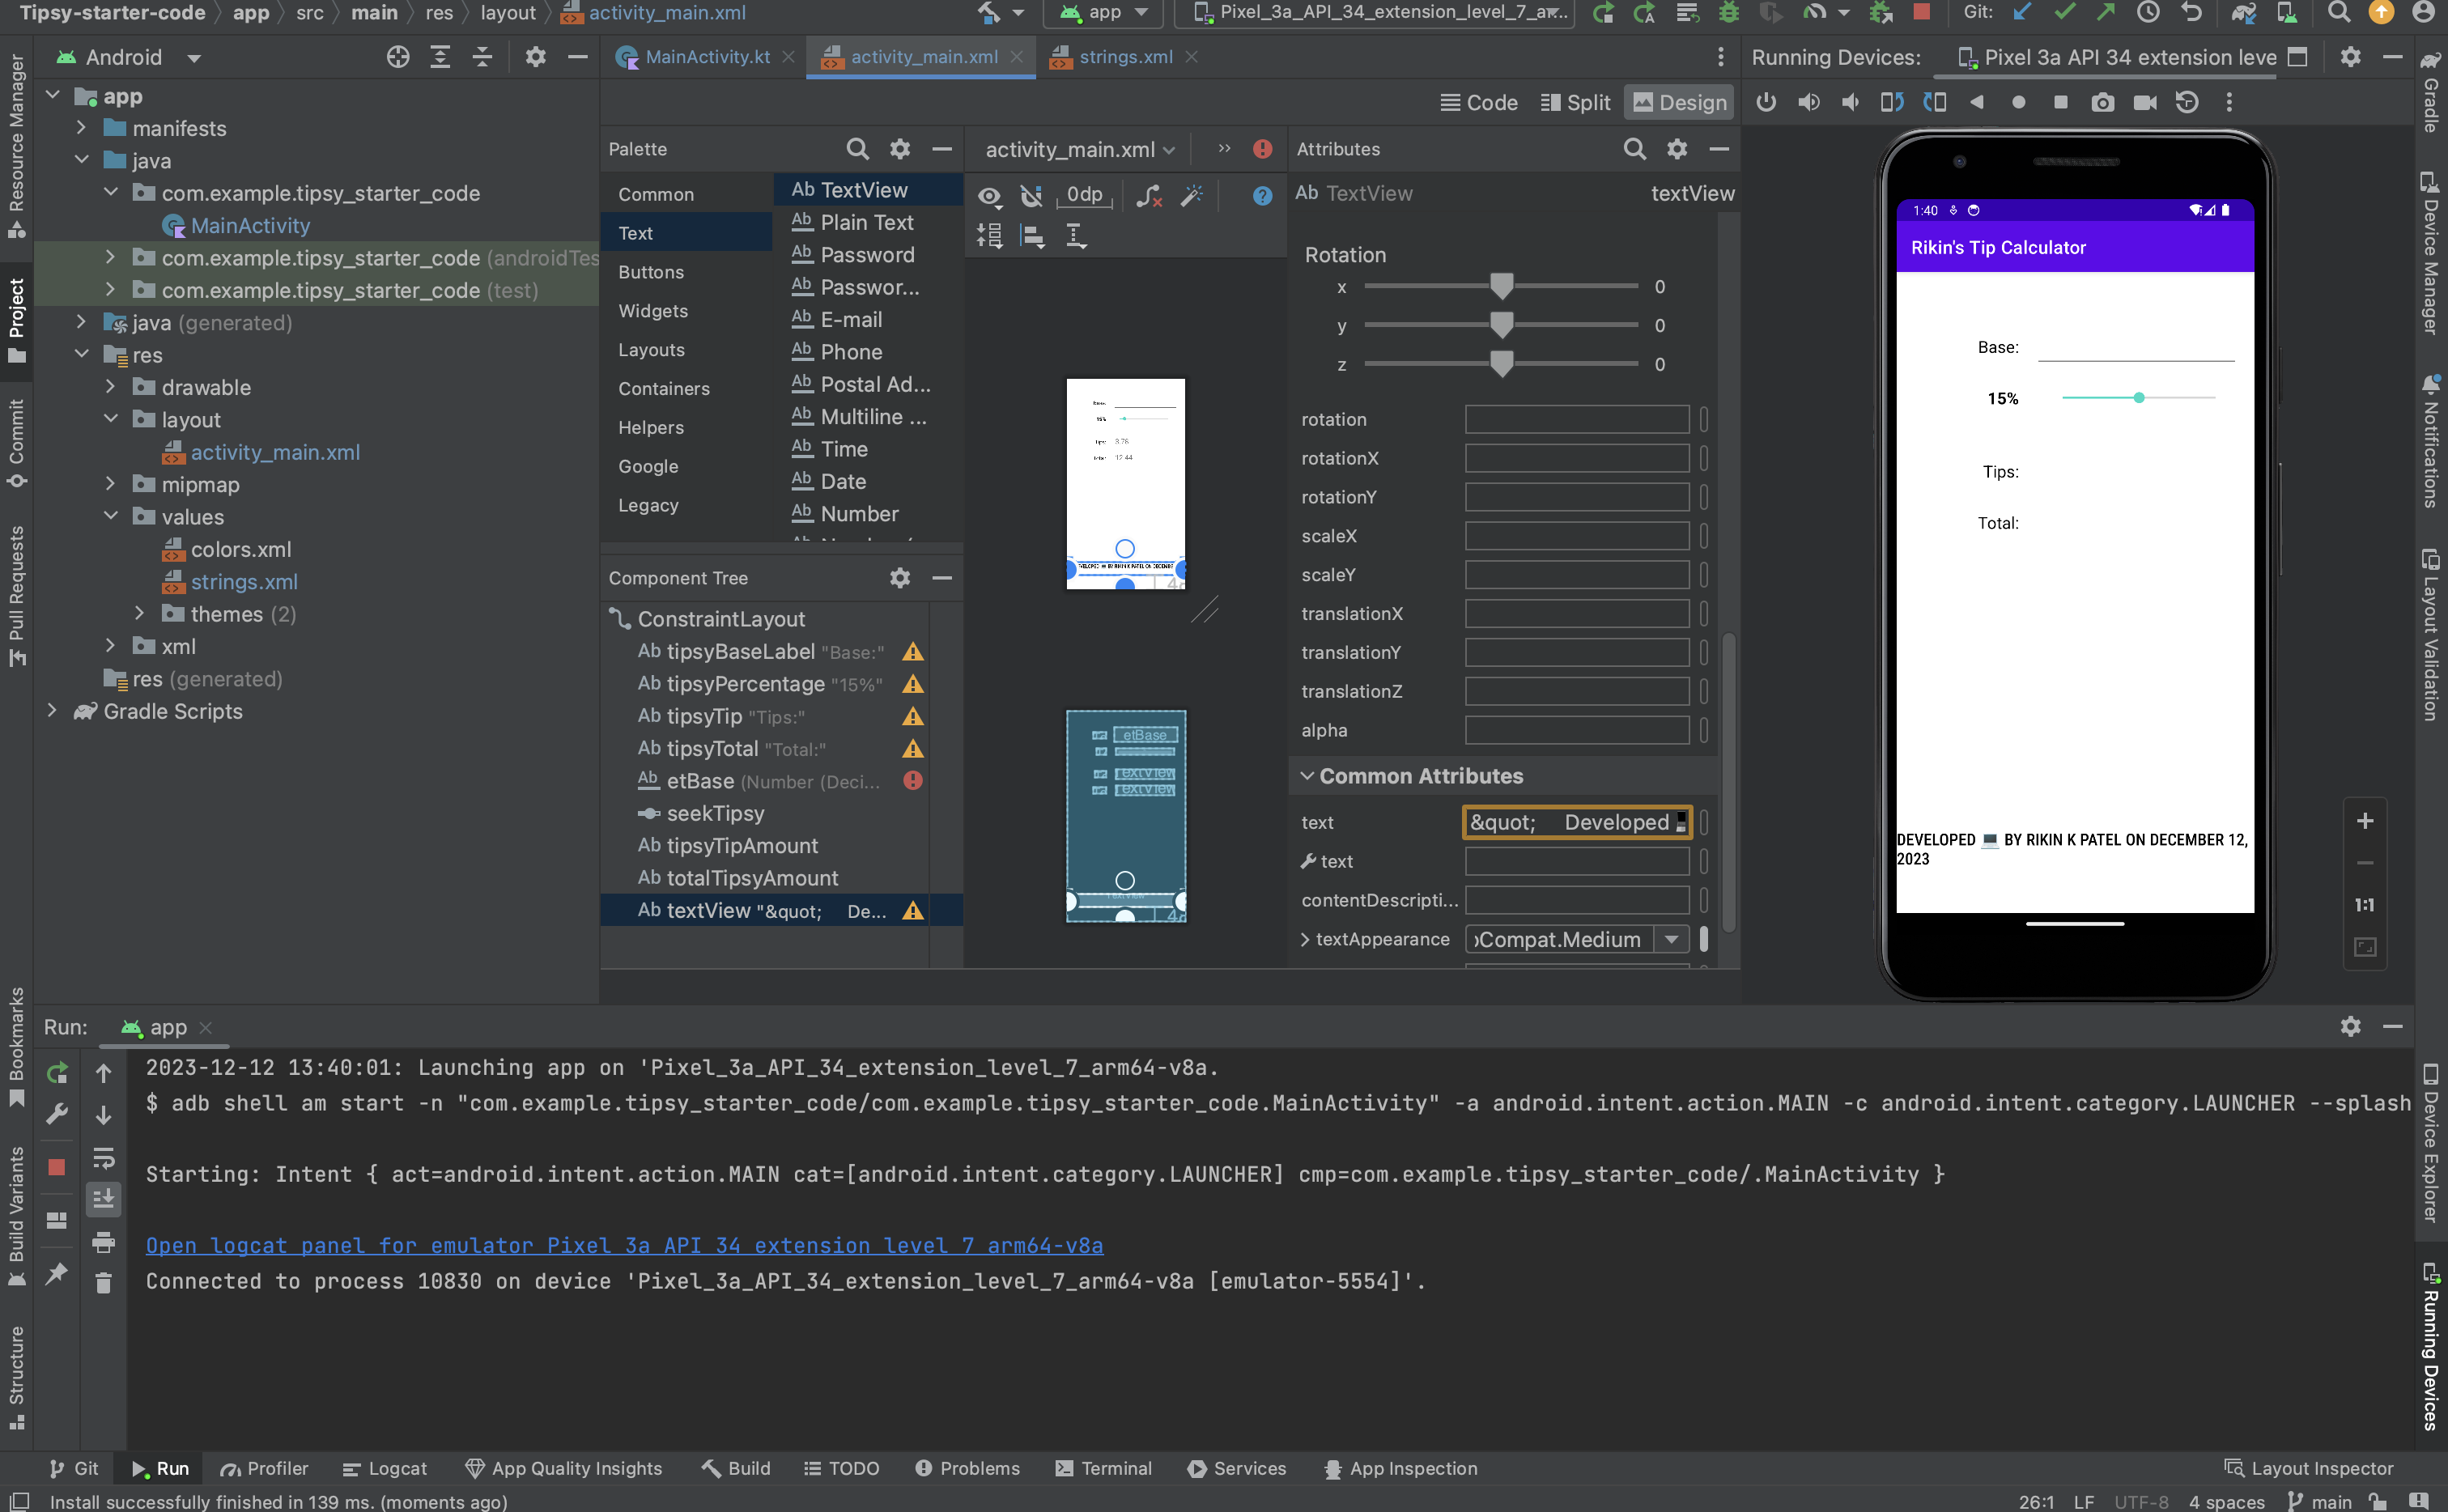 Tipsy-starter-code app src main res layout activity_main.xml
app Pixel_3a_API_34_extension_level_7_a... Git:
Android
MainActivity.kt activity_main.xml strings.xml
Running Devices: Pixel 3a API 34 extension leve
Code Split Design
Resource Manager
Project
Commit
Pull Requests
Bookmarks
Build Variants
Structure
app
manifests
java
com.example.tipsy_starter_code
MainActivity
com.example.tipsy_starter_code (androidTes
com.example.tipsy_starter_code (test)
java (generated)
res
drawable
layout
activity_main.xml
mipmap
values
colors.xml
strings.xml
themes (2)
xml
res (generated)
Gradle Scripts
Palette
Common
Text
Buttons
Widgets
Layouts
Containers
Helpers
Google
Legacy
Ab TextView
Ab Plain Text
Ab Password
Ab Passwor...
Ab E-mail
Ab Phone
Ab Postal Ad...
Ab Multiline ...
Ab Time
Ab Date
Ab Number
Component Tree
ConstraintLayout
Ab tipsyBaseLabel "Base:"
Ab tipsyPercentage "15%"
Ab tipsyTip "Tips:"
Ab tipsyTotal "Total:"
Ab etBase (Number (Deci...
seekTipsy
Ab tipsyTipAmount
Ab totalTipsyAmount
Ab textView "&quot; De...
activity_main.xml
0dp
15%
3.78
12.44
etBase
TextView
TextView
Attributes
Ab TextView textView
Rotation
x 0
y 0
z 0
rotation
rotationX
rotationY
scaleX
scaleY
translationX
translationY
translationZ
alpha
Common Attributes
text &quot; Developed
text
contentDescripti...
textAppearance Compat.Medium
1:40
Rikin's Tip Calculator
Base:
15%
Tips:
Total:
DEVELOPED 💻 BY RIKIN K PATEL ON DECEMBER 12,
2023
1:1
Gradle
Device Manager
Notifications
Layout Validation
Device Explorer
Running Devices
Run: app
2023-12-12 13:40:01: Launching app on 'Pixel_3a_API_34_extension_level_7_arm64-v8a.
$ adb shell am start -n "com.example.tipsy_starter_code/com.example.tipsy_starter_code.MainActivity" -a android.intent.action.MAIN -c android.intent.category.LAUNCHER --splash
Starting: Intent { act=android.intent.action.MAIN cat=[android.intent.category.LAUNCHER] cmp=com.example.tipsy_starter_code/.MainActivity }
Open logcat panel for emulator Pixel 3a API 34 extension level 7 arm64-v8a
Connected to process 10830 on device 'Pixel_3a_API_34_extension_level_7_arm64-v8a [emulator-5554]'.
Git Run Profiler Logcat App Quality Insights Build TODO Problems Terminal Services App Inspection Layout Inspector
Install successfully finished in 139 ms. (moments ago) 26:1 LF UTF-8 4 spaces main